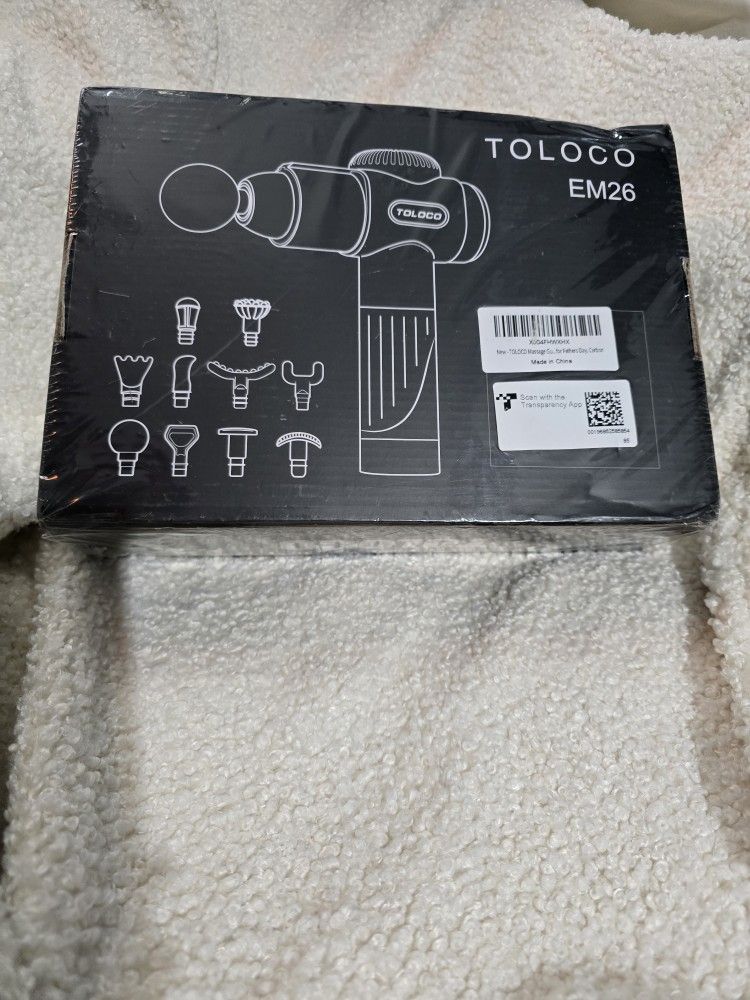 TOLOCO
EM26
TOLOCO
X004FHWXHX
New - TOLOCO Massage Gu...for Fathers Day, Carbon
Made in China
Scan with the
Transparency App